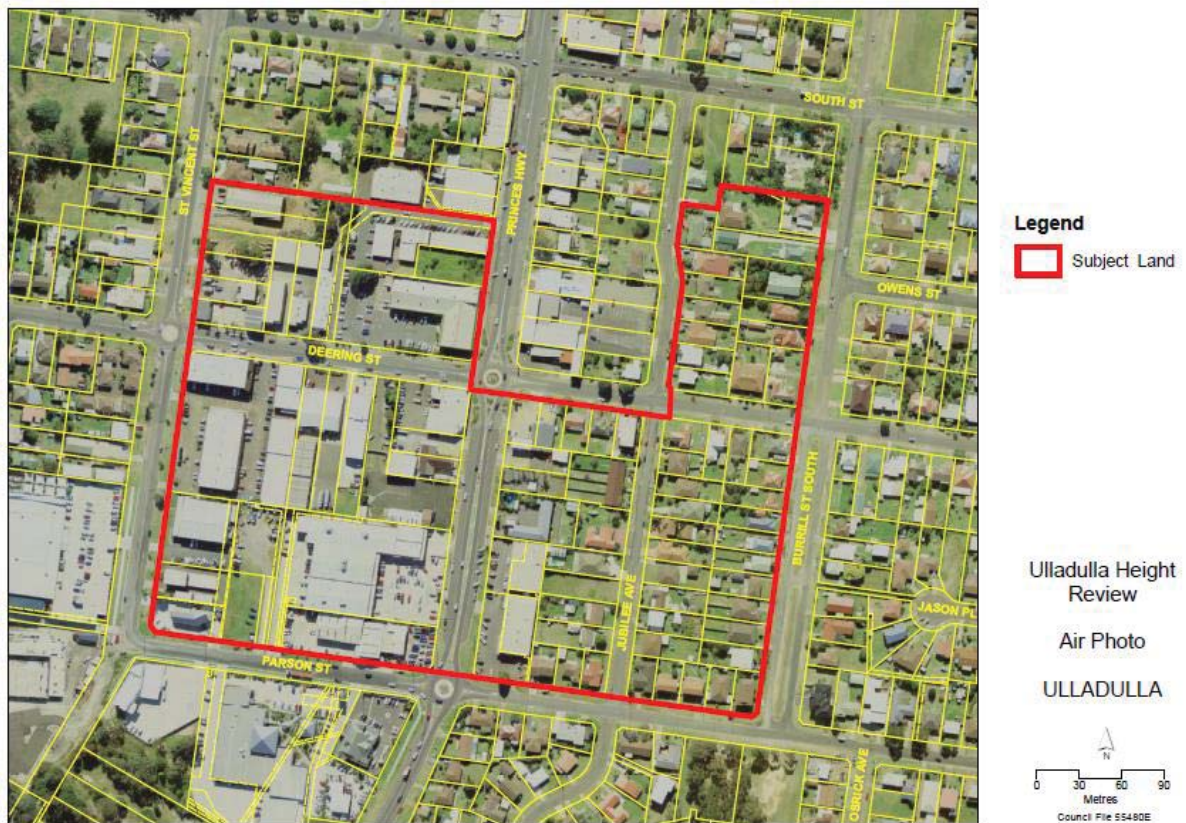 SOUTH ST
ST VINCENT ST
PRINCES HWY
OWENS ST
DEERING ST
BURRILL ST SOUTH
JUBILEE AVE
JASON PL
PARSON ST
OSRICK AVE
Legend
Subject Land
Ulladulla Height
Review
Air Photo
ULLADULLA
N
0 30 60 90
Metres
Council File 55480E